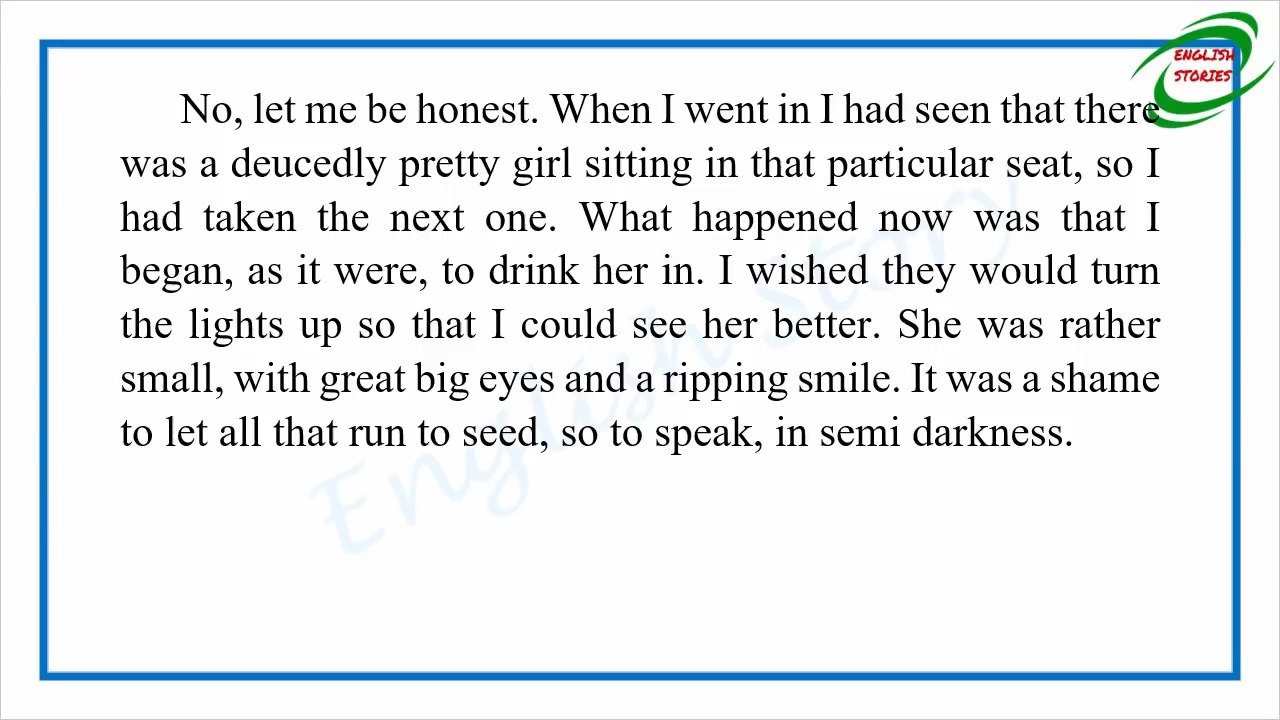 ENGLISH
STORIES
No, let me be honest. When I went in I had seen that there
was a deucedly pretty girl sitting in that particular seat, so I
had taken the next one. What happened now was that I
began, as it were, to drink her in. I wished they would turn
the lights up so that I could see her better. She was rather
small, with great big eyes and a ripping smile. It was a shame
to let all that run to seed, so to speak, in semi darkness.
English Story